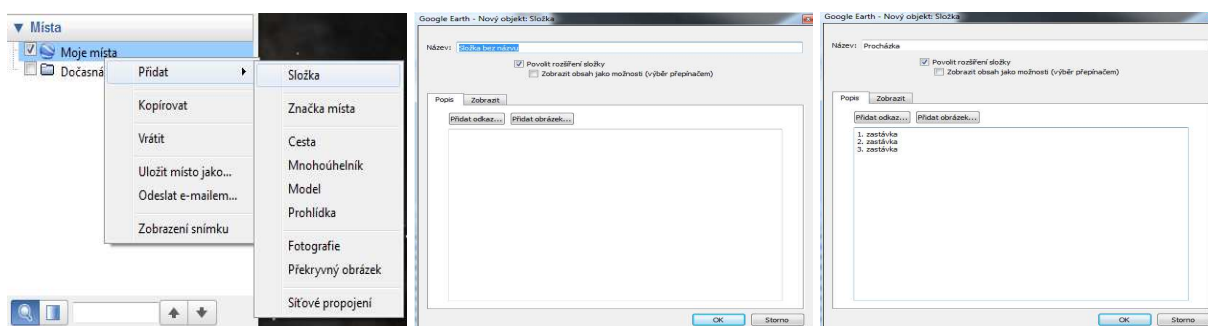 Místa
Moje místa
Dočasná
Přidat
Kopírovat
Vrátit
Uložit místo jako...
Odeslat e-mailem...
Zobrazení snímku
Složka
Značka místa
Cesta
Mnohoúhelník
Model
Prohlídka
Fotografie
Překryvný obrázek
Síťové propojení
Google Earth - Nový objekt: Složka
Název: Složka bez názvu
Povolit rozšíření složky
Zobrazit obsah jako možnosti (výběr přepínačem)
Popis Zobrazit
Přidat odkaz... Přidat obrázek...
OK Storno
Google Earth - Nový objekt: Složka
Název: Procházka
Povolit rozšíření složky
Zobrazit obsah jako možnosti (výběr přepínačem)
Popis Zobrazit
Přidat odkaz... Přidat obrázek...
1. zastávka
2. zastávka
3. zastávka
OK Storno